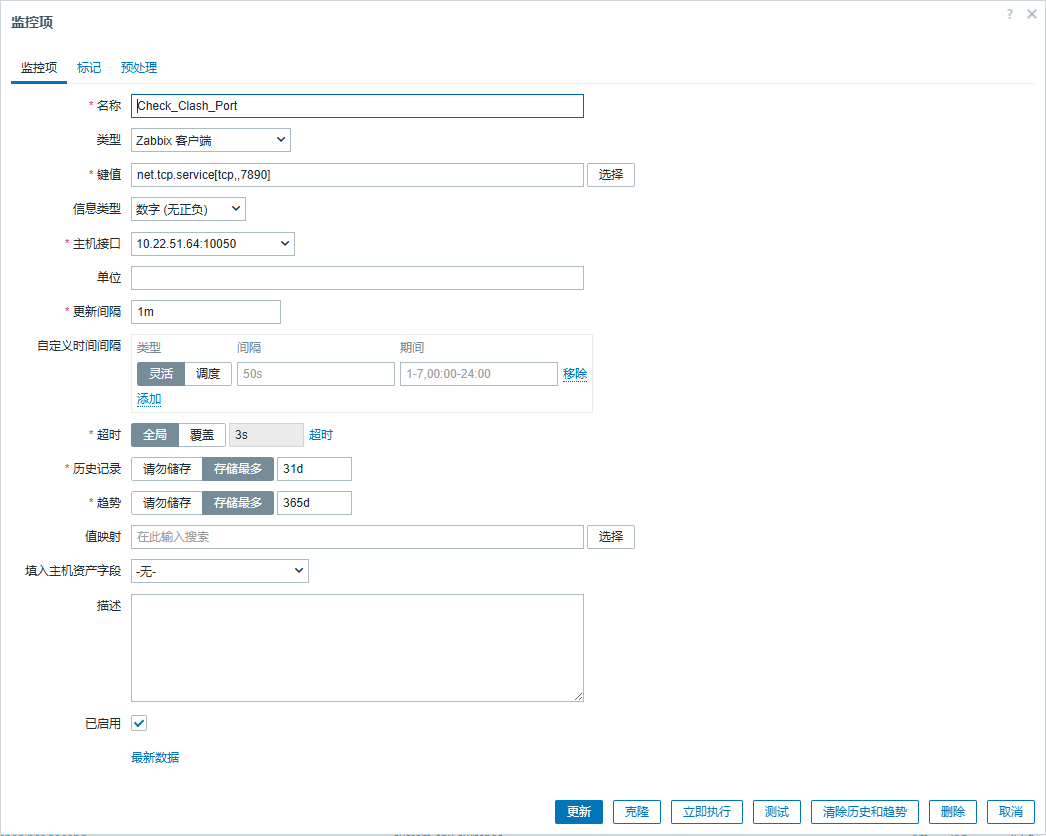 监控项
?
监控项 标记 预处理
* 名称 Check_Clash_Port
类型 Zabbix 客户端
* 键值 net.tcp.service[tcp,,7890] 选择
信息类型 数字 (无正负)
* 主机接口 10.22.51.64:10050
单位
* 更新间隔 1m
自定义时间间隔 类型 间隔 期间
灵活 调度 50s 1-7,00:00-24:00 移除
添加
* 超时 全局 覆盖 3s 超时
* 历史记录 请勿储存 存储最多 31d
* 趋势 请勿储存 存储最多 365d
值映射 在此输入搜索 选择
填入主机资产字段 -无-
描述
已启用
最新数据
更新 克隆 立即执行 测试 清除历史和趋势 删除 取消